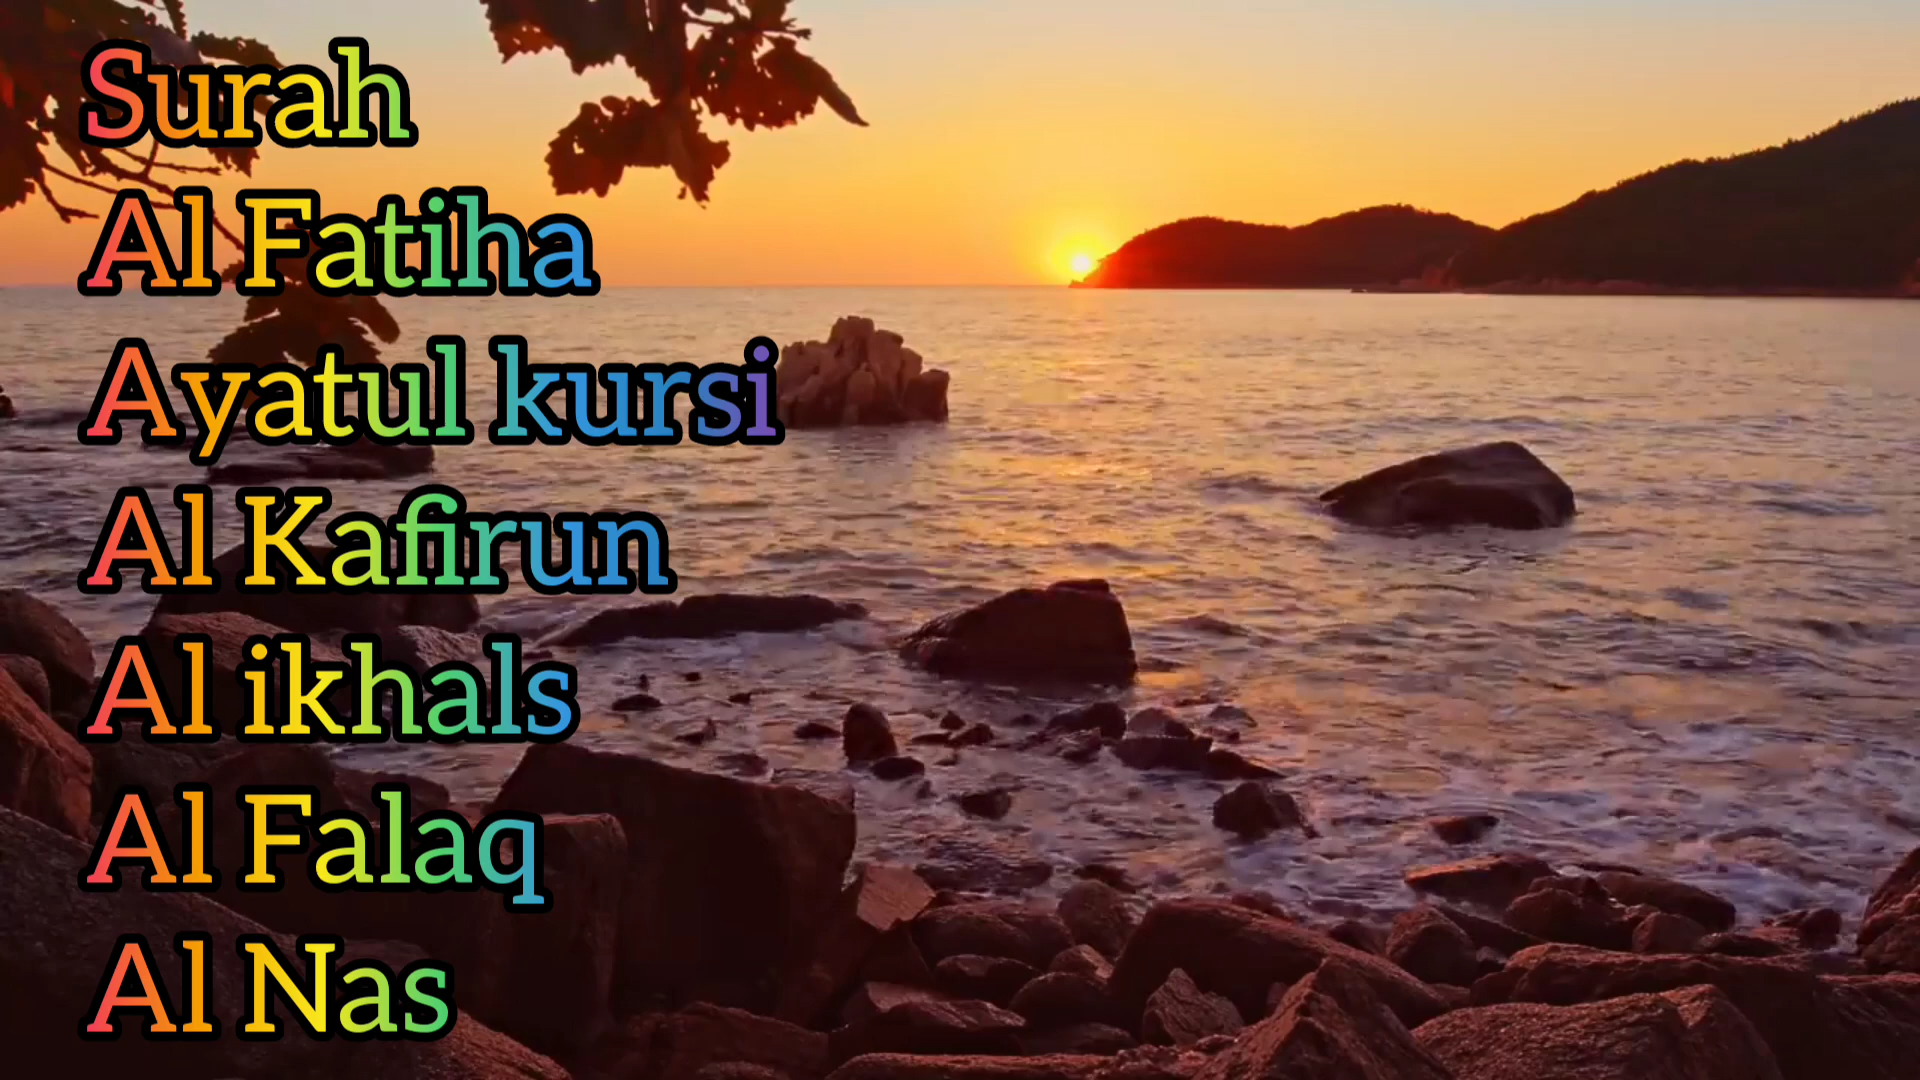 Surah
Al Fatiha
Ayatul kursi
Al Kafirun
Al ikhals
Al Falaq
Al Nas